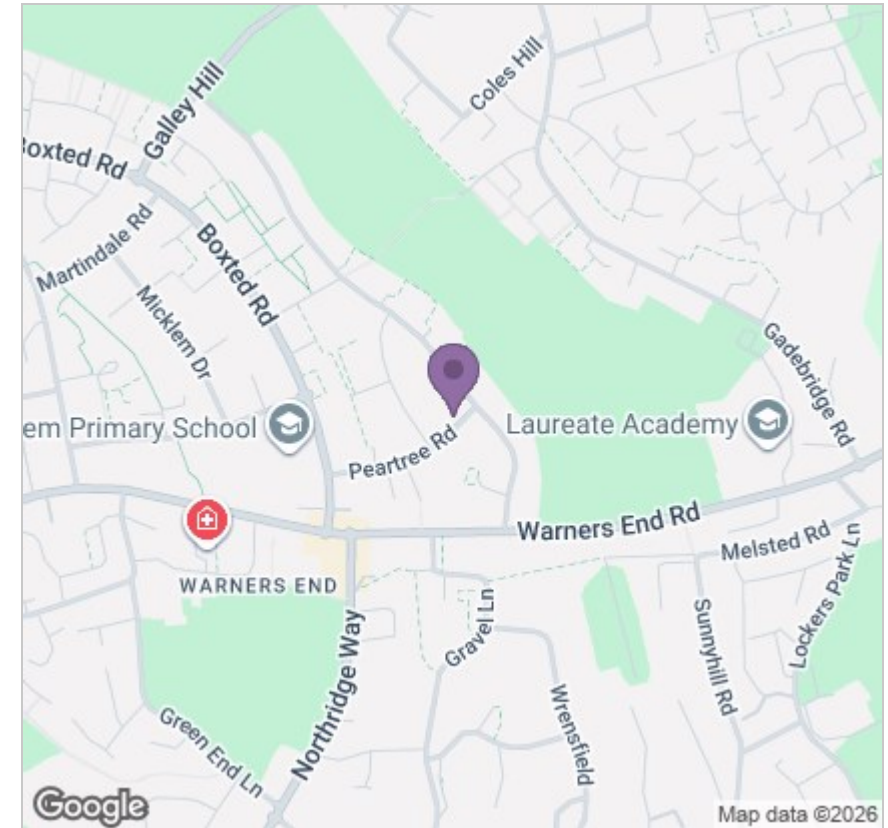 Galley Hill
Coles Hill
Boxted Rd
Martindale Rd
Boxted Rd
Micklem Dr
Gadebridge Rd
em Primary School
Laureate Academy
Peartree Rd
Warners End Rd
Melsted Rd
WARNERS END
Lockers Park Ln
Gravel Ln
Sunnyhill Rd
Northridge Way
Wrensfield
Green End Ln
Google
Map data ©2026